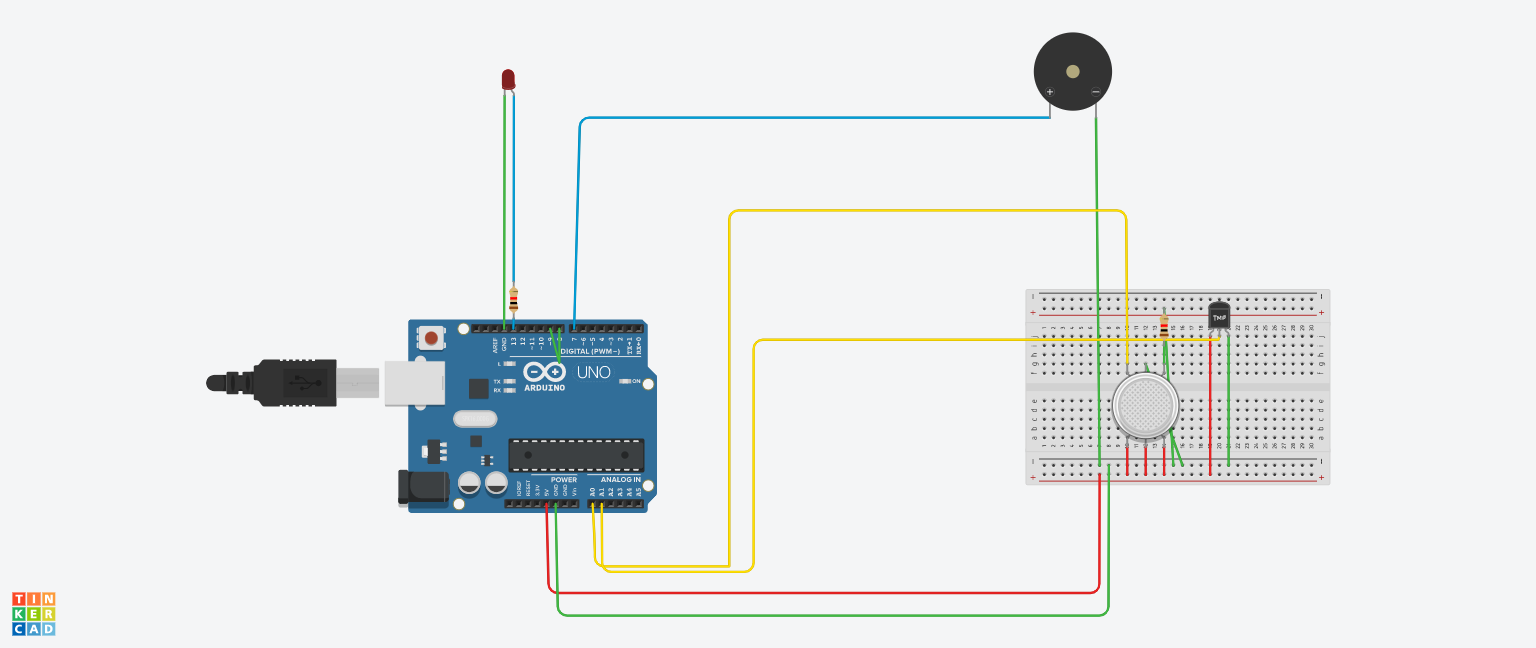 + −
AREF
GND
13
12
~11
~10
~9
8
7
~6
~5
4
~3
2
TX→1
RX←0
DIGITAL (PWM~)
L
TX
RX
ARDUINO
UNO
ON
TMP
POWER
ANALOG IN
IOREF
RESET
3.3V
5V
GND
GND
Vin
A0
A1
A2
A3
A4
A5
a b c d e
f g h i j
TIN
KER
CAD